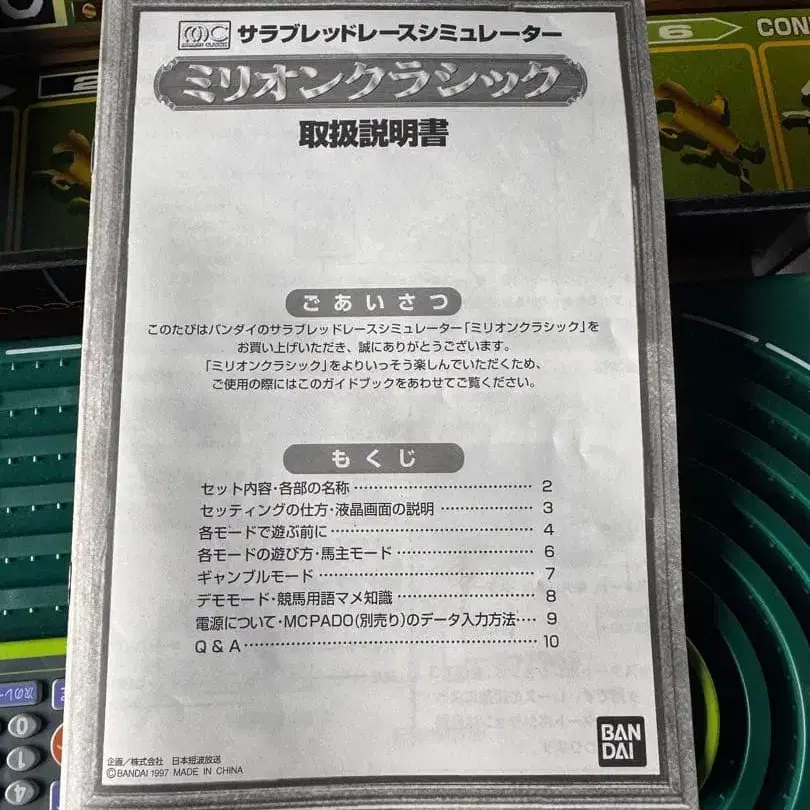 MC
サラブレッドレースシミュレーター
ミリオンクラシック
取扱説明書
ごあいさつ
このたびはバンダイのサラブレッドレースシミュレーター「ミリオンクラシック」を
お買い上げいただき、誠にありがとうございます。
「ミリオンクラシック」をよりいっそう楽しんでいただくため、
ご使用の際にはこのガイドブックをあわせてご覧ください。
もくじ
セット内容・各部の名称 2
セッティングの仕方・液晶画面の説明 3
各モードで遊ぶ前に 4
各モードの遊び方・馬主モード 6
ギャンブルモード 7
デモモード・競馬用語マメ知識 8
電源について・MC PADO(別売り)のデータ入力方法 9
Q & A 10
企画/株式会社 日本短波放送
©BANDAI 1997 MADE IN CHINA
BAN
DAI
2
6
CON
0
1
4